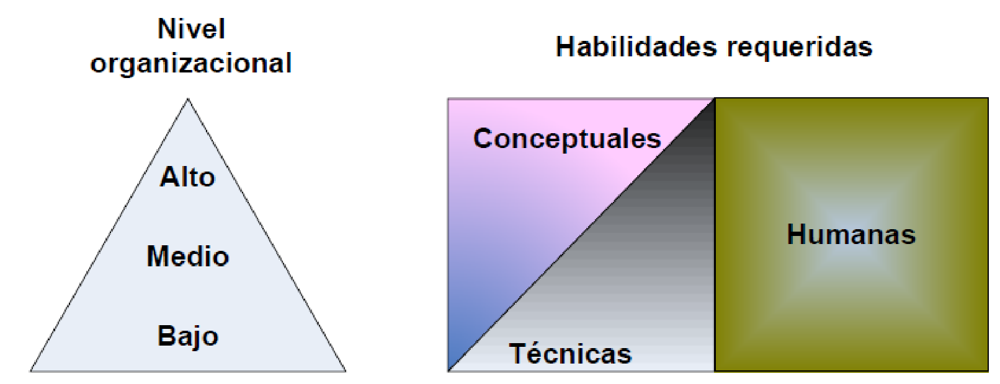 Nivel
organizacional
Habilidades requeridas
Alto
Medio
Bajo
Conceptuales
Técnicas
Humanas